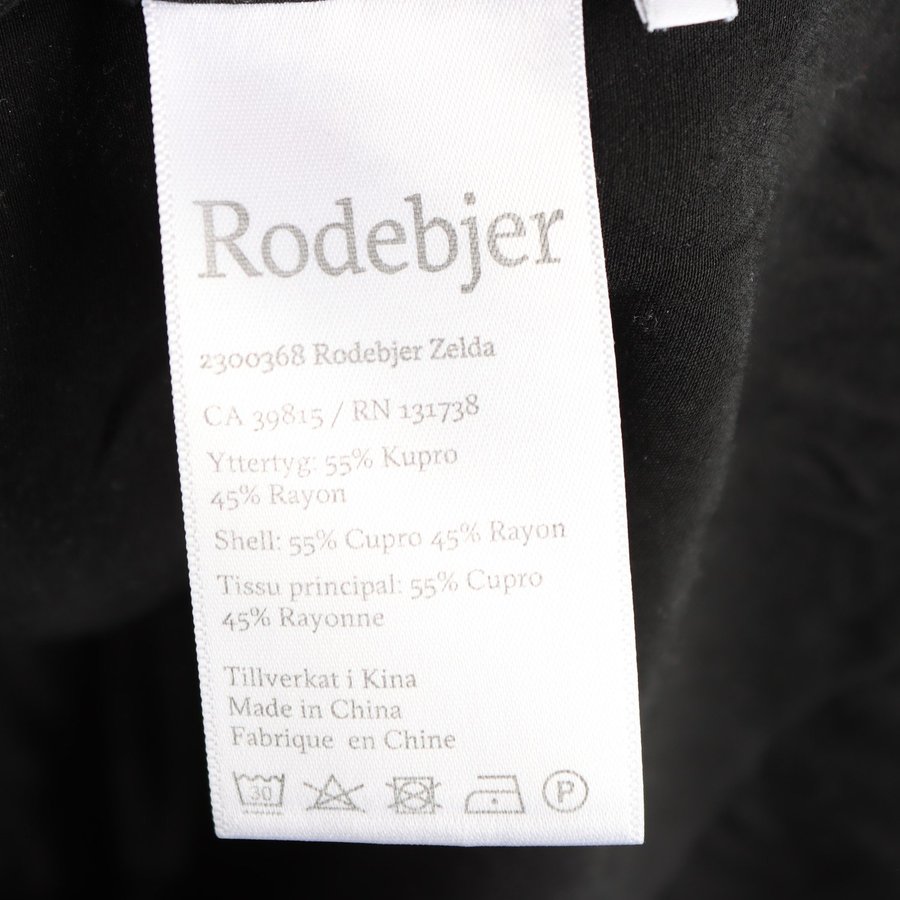 Rodebjer
2300368 Rodebjer Zelda
CA 39815 / RN 131738
Yttertyg: 55% Kupro
45% Rayon
Shell: 55% Cupro 45% Rayon
Tissu principal: 55% Cupro
45% Rayonne
Tillverkat i Kina
Made in China
Fabrique en Chine
30 P